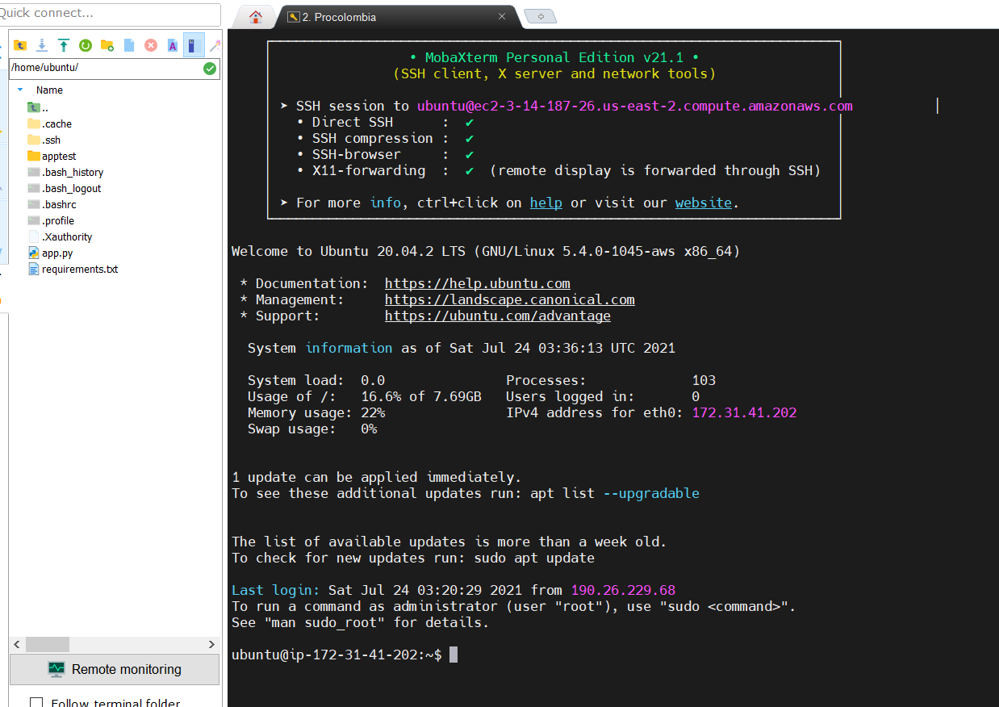 Quick connect...
2. Procolombia
/home/ubuntu/
Name
..
.cache
.ssh
apptest
.bash_history
.bash_logout
.bashrc
.profile
.Xauthority
app.py
requirements.txt
Remote monitoring
Follow terminal folder
• MobaXterm Personal Edition v21.1 •
(SSH client, X server and network tools)
➤ SSH session to ubuntu@ec2-3-14-187-26.us-east-2.compute.amazonaws.com
• Direct SSH : ✔
• SSH compression : ✔
• SSH-browser : ✔
• X11-forwarding : ✔ (remote display is forwarded through SSH)
➤ For more info, ctrl+click on help or visit our website.
Welcome to Ubuntu 20.04.2 LTS (GNU/Linux 5.4.0-1045-aws x86_64)
* Documentation: https://help.ubuntu.com
* Management: https://landscape.canonical.com
* Support: https://ubuntu.com/advantage
System information as of Sat Jul 24 03:36:13 UTC 2021
System load: 0.0 Processes: 103
Usage of /: 16.6% of 7.69GB Users logged in: 0
Memory usage: 22% IPv4 address for eth0: 172.31.41.202
Swap usage: 0%
1 update can be applied immediately.
To see these additional updates run: apt list --upgradable
The list of available updates is more than a week old.
To check for new updates run: sudo apt update
Last login: Sat Jul 24 03:20:29 2021 from 190.26.229.68
To run a command as administrator (user "root"), use "sudo <command>".
See "man sudo_root" for details.
ubuntu@ip-172-31-41-202:~$